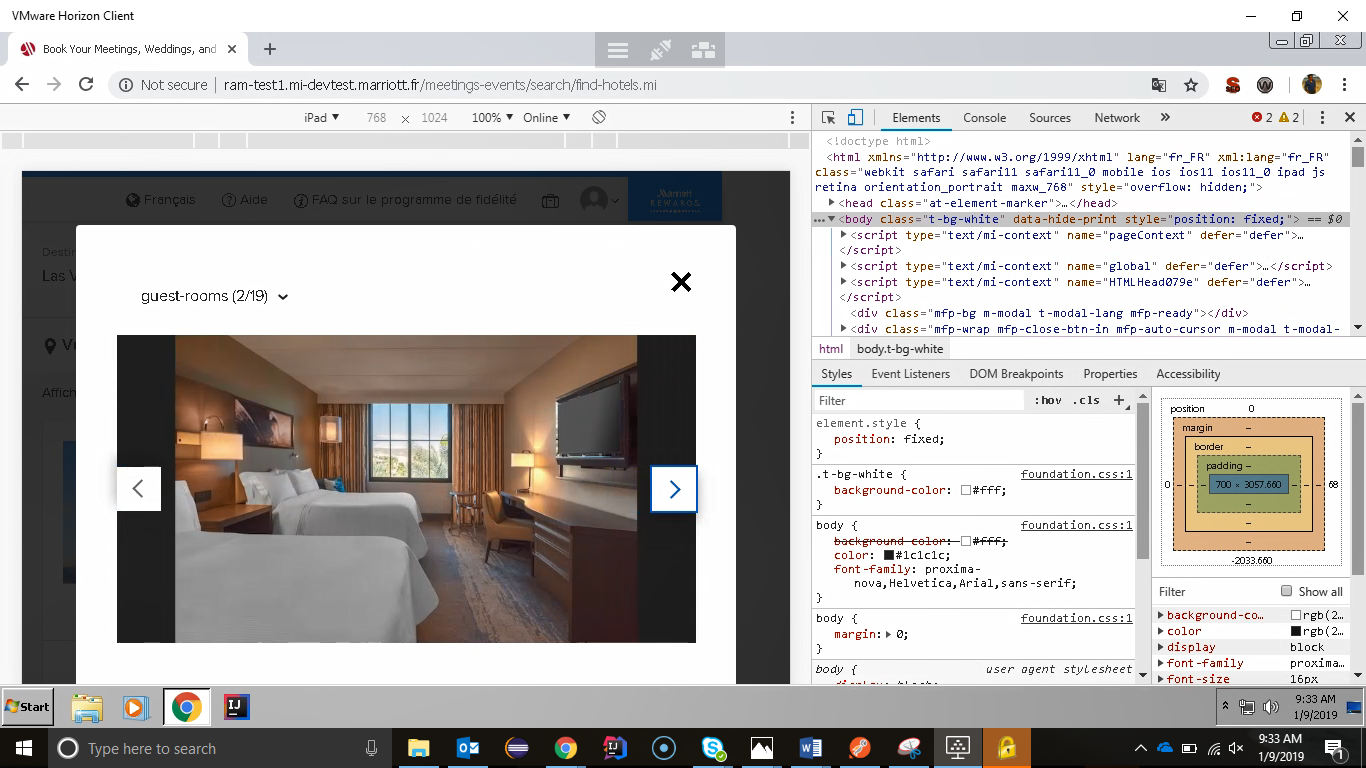 VMware Horizon Client
Book Your Meetings, Weddings, and
Not secure | ram-test1.mi-devtest.marriott.fr/meetings-events/search/find-hotels.mi
iPad ▼ 768 × 1024 100% ▼ Online ▼
Elements Console Sources Network » 2 2
<!doctype html>
<html xmlns="http://www.w3.org/1999/xhtml" lang="fr_FR" xml:lang="fr_FR"
class="webkit safari safari11 safari11_0 mobile ios ios11 ios11_0 ipad js
retina orientation_portrait maxw_768" style="overflow: hidden;">
<head class="at-element-marker">…</head>
<body class="t-bg-white" data-hide-print style="position: fixed;"> == $0
<script type="text/mi-context" name="pageContext" defer="defer">…
</script>
<script type="text/mi-context" name="global" defer="defer">…</script>
<script type="text/mi-context" name="HTMLHead079e" defer="defer">…
</script>
<div class="mfp-bg m-modal t-modal-lang mfp-ready"></div>
<div class="mfp-wrap mfp-close-btn-in mfp-auto-cursor m-modal t-modal-
html body.t-bg-white
Français Aide FAQ sur le programme de fidélité
Marriott
REWARDS
Destin
Las V
Affich
guest-rooms (2/19)
Styles Event Listeners DOM Breakpoints Properties Accessibility
Filter :hov .cls +
element.style {
position: fixed;
}
.t-bg-white { foundation.css:1
background-color: #fff;
}
body { foundation.css:1
background-color: #fff;
color: #1c1c1c;
font-family: proxima-
nova,Helvetica,Arial,sans-serif;
}
body { foundation.css:1
margin: 0;
}
body { user agent stylesheet
display: block;
position 0
margin –
border –
padding –
0 – – – 700 × 3057.660 – – – 68
–
–
–
-2033.660
Filter Show all
background-co… rgb(2…
color rgb(2…
display block
font-family proxima…
font-size 16px
Start
9:33 AM
1/9/2019
Type here to search
9:33 AM
1/9/2019
1